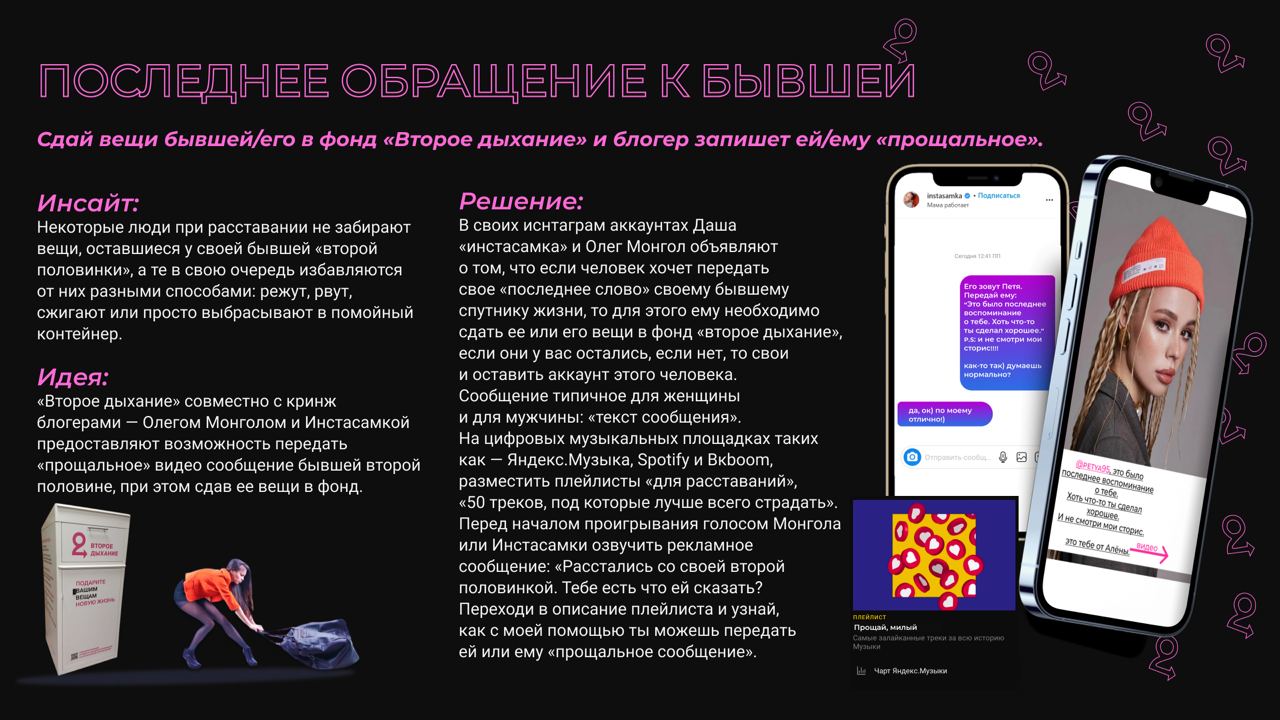 ПОСЛЕДНЕЕ ОБРАЩЕНИЕ К БЫВШЕЙ
Сдай вещи бывшей/его в фонд «Второе дыхание» и блогер запишет ей/ему «прощальное».
Инсайт:
Некоторые люди при расставании не забирают
вещи, оставшиеся у своей бывшей «второй
половинки», а те в свою очередь избавляются
от них разными способами: режут, рвут,
сжигают или просто выбрасывают в помойный
контейнер.
Идея:
«Второе дыхание» совместно с кринж
блогерами — Олегом Монголом и Инстасамкой
предоставляют возможность передать
«прощальное» видео сообщение бывшей второй
половине, при этом сдав ее вещи в фонд.
2 ВТОРОЕ
ДЫХАНИЕ
ПОДАРИТЕ
ВАШИМ
ВЕЩАМ
НОВУЮ ЖИЗНЬ
Решение:
В своих иснтаграм аккаунтах Даша
«инстасамка» и Олег Монгол объявляют
о том, что если человек хочет передать
свое «последнее слово» своему бывшему
спутнику жизни, то для этого ему необходимо
сдать ее или его вещи в фонд «второе дыхание»,
если они у вас остались, если нет, то свои
и оставить аккаунт этого человека.
Сообщение типичное для женщины
и для мужчины: «текст сообщения».
На цифровых музыкальных площадках таких
как — Яндекс.Музыка, Spotify и Вкboom,
разместить плейлисты «для расставаний»,
«50 треков, под которые лучше всего страдать».
Перед началом проигрывания голосом Монгола
или Инстасамки озвучить рекламное
сообщение: «Расстались со своей второй
половинкой. Тебе есть что ей сказать?
Переходи в описание плейлиста и узнай,
как с моей помощью ты можешь передать
ей или ему «прощальное сообщение».
instasamka • Подписаться
Мама работает
Сегодня 12:41 ПП
Его зовут Петя.
Передай ему:
"Это было последнее
воспоминание
о тебе. Хоть что-то
ты сделал хорошее."
P.S: и не смотри мои
сторис!!!!
как-то так) думаешь
нормально?
да, ок) по моему
отлично!)
Отправить сообщ...
@PETYA95, это было
последнее воспоминание
о тебе.
Хоть что-то ты сделал
хорошее.
И не смотри мои сторис.
это тебе от Алёны.
видео
ПЛЕЙЛИСТ
Прощай, милый
Самые залайканные треки за всю историю
Музыки
Чарт Яндекс.Музыки